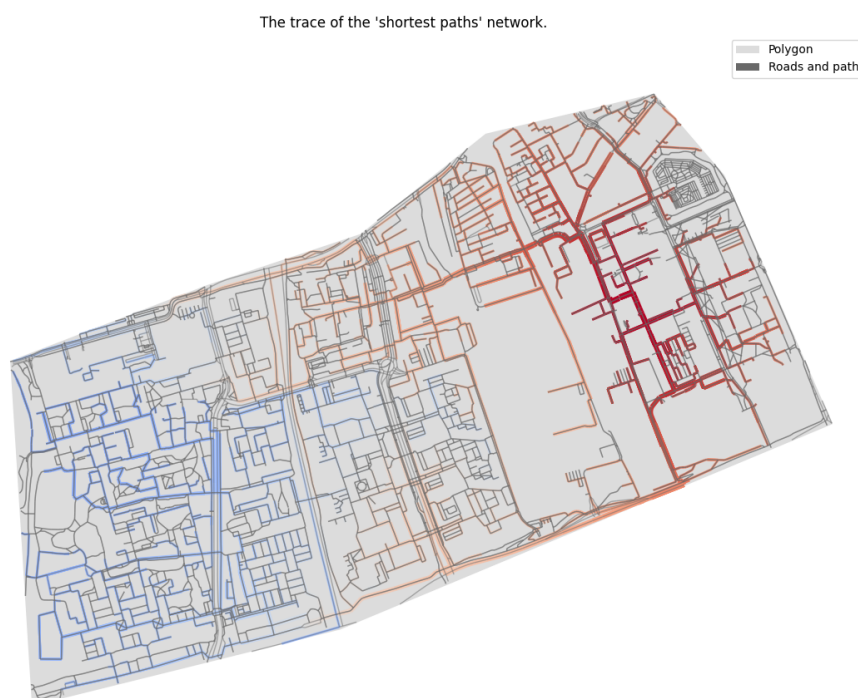 The trace of the 'shortest paths' network.
Polygon
Roads and path